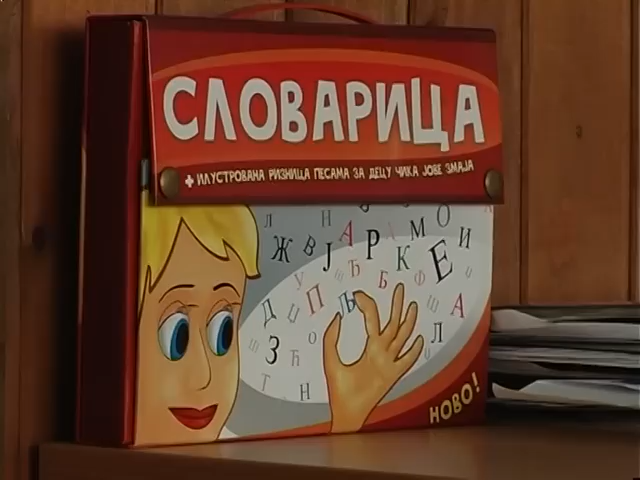 СЛОВАРИЦА
+ ИЛУСТРОВАНА РИЗНИЦА ПЕСАМА ЗА ДЕЦУ ЧИКА ЈОВЕ ЗМАЈА
Л Н А М О
Ж В Ј Р К Е И
У Ђ Б Ф
Д Џ П Љ Ш А
З Ћ О Л
Т Н
НОВО!